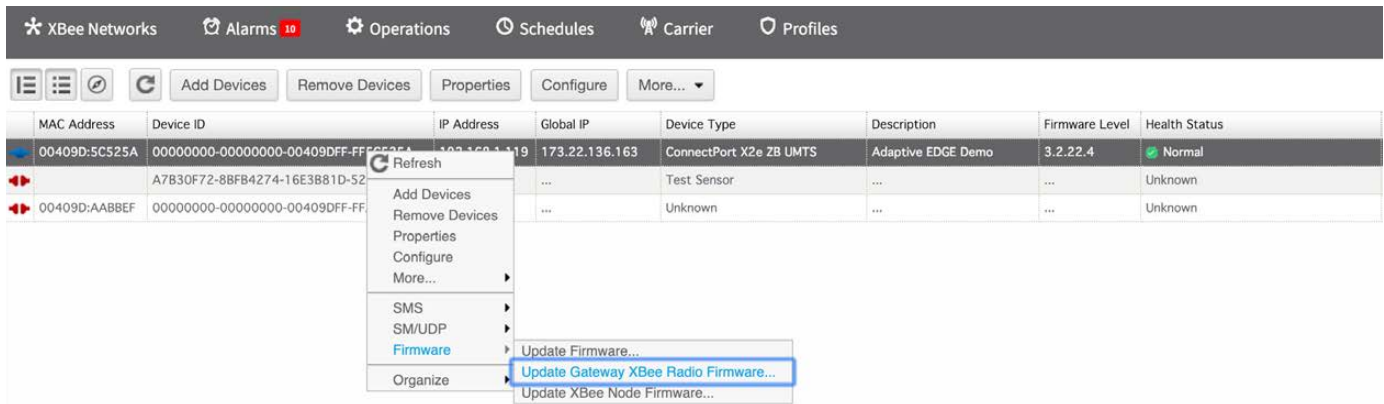 XBee Networks Alarms 10 Operations Schedules Carrier Profiles
Add Devices Remove Devices Properties Configure More...
MAC Address Device ID IP Address Global IP Device Type Description Firmware Level Health Status
00409D:5C525A 00000000-00000000-00409DFF-FF 119 173.22.136.163 ConnectPort X2e ZB UMTS Adaptive EDGE Demo 3.2.22.4 Normal
Refresh
A7B30F72-8BFB4274-16E3B81D-52 ... Test Sensor ... ... Unknown
Add Devices
00409D:AABBEF 00000000-00000000-00409DFF-FF ... Unknown ... ... Unknown
Remove Devices
Properties
Configure
More...
SMS
SM/UDP
Firmware Update Firmware...
Update Gateway XBee Radio Firmware...
Organize
Update XBee Node Firmware...